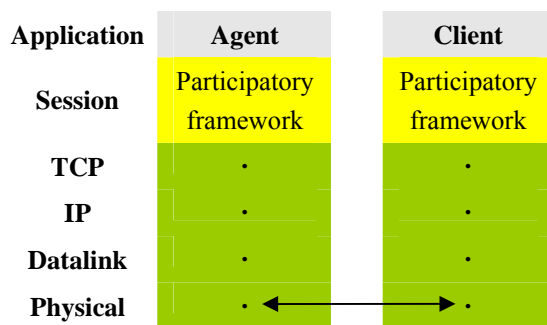 Application Agent Client
Session Participatory framework Participatory framework
TCP · ·
IP · ·
Datalink · ·
Physical · ·